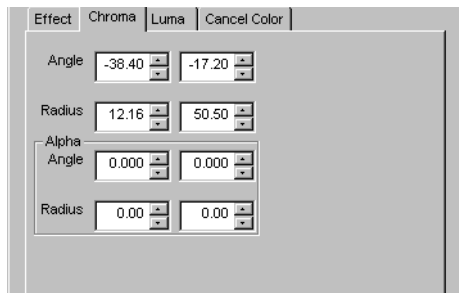 Effect Chroma Luma Cancel Color
Angle -38.40 -17.20
Radius 12.16 50.50
Alpha
Angle 0.000 0.000
Radius 0.00 0.00